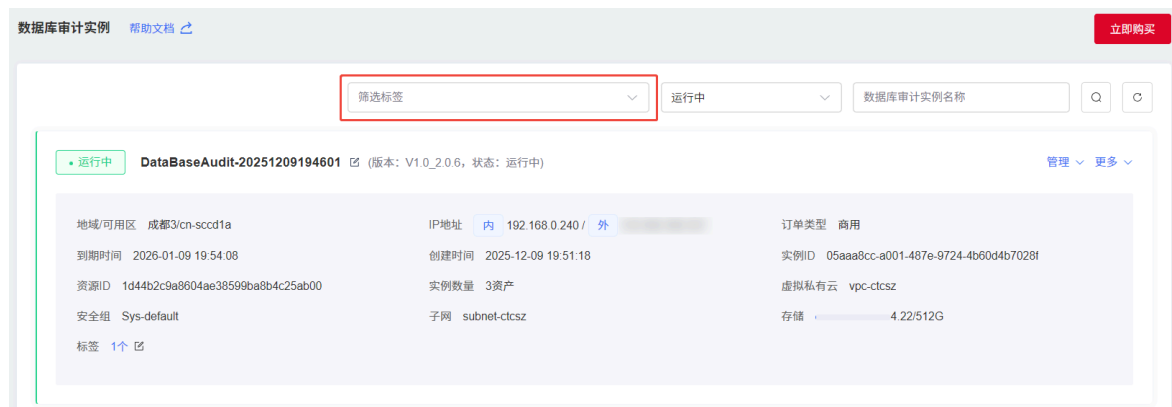 数据库审计实例 帮助文档 立即购买
筛选标签 运行中 数据库审计实例名称
运行中 DataBaseAudit-20251209194601 (版本：V1.0_2.0.6，状态：运行中) 管理 更多
地域/可用区 成都3/cn-sccd1a IP地址 内 192.168.0.240 / 外 订单类型 商用
到期时间 2026-01-09 19:54:08 创建时间 2025-12-09 19:51:18 实例ID 05aaa8cc-a001-487e-9724-4b60d4b7028f
资源ID 1d44b2c9a8604ae38599ba8b4c25ab00 实例数量 3资产 虚拟私有云 vpc-ctcsz
安全组 Sys-default 子网 subnet-ctcsz 存储 4.22/512G
标签 1个